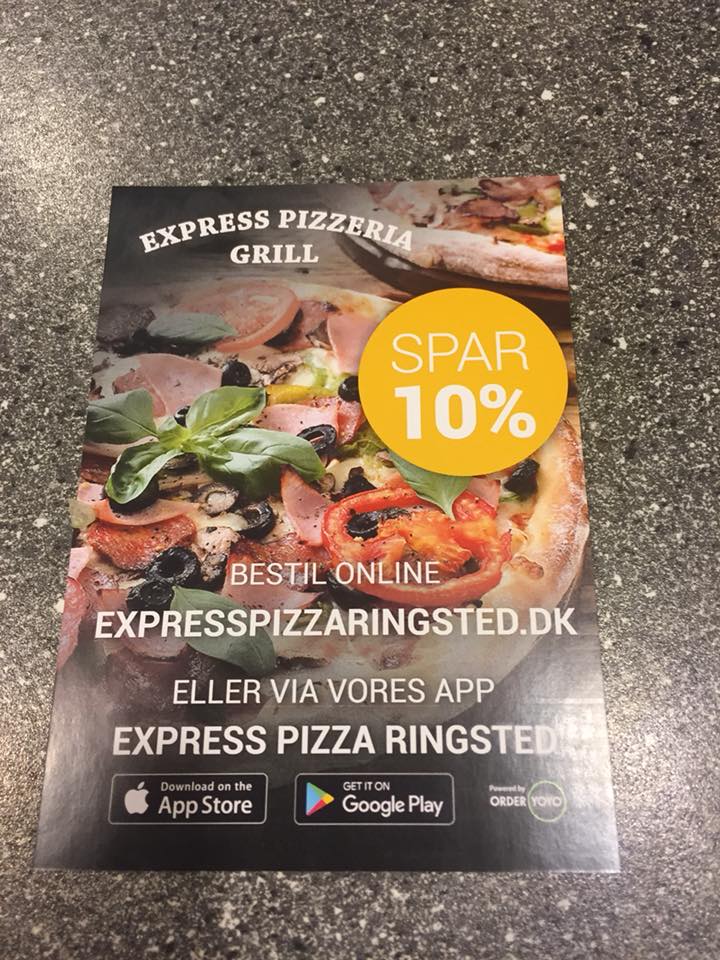 EXPRESS PIZZERIA
GRILL
SPAR
10%
BESTIL ONLINE
EXPRESSPIZZARINGSTED.DK
ELLER VIA VORES APP
EXPRESS PIZZA RINGSTED
Download on the
App Store
GET IT ON
Google Play
Powered by
ORDER YOYO